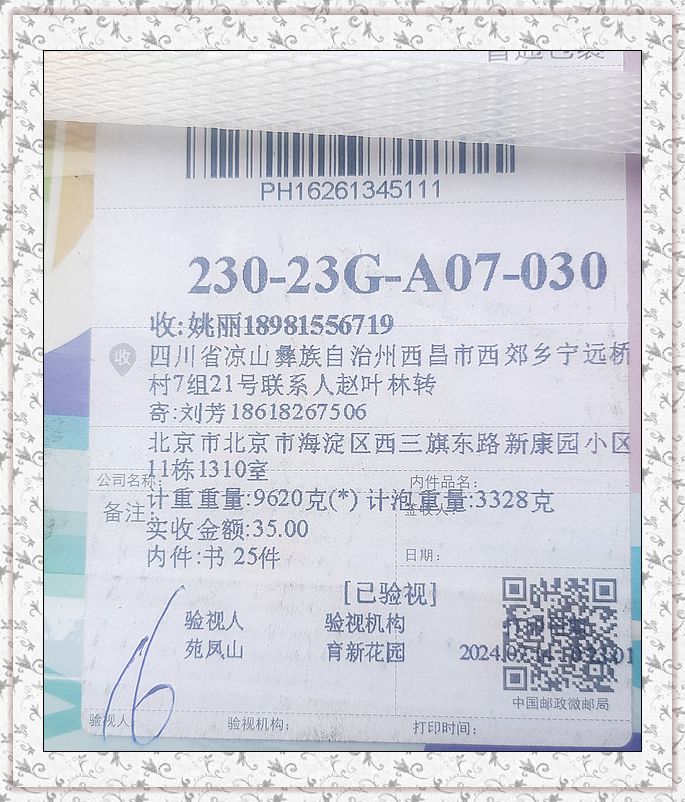 普通包裹
PH16261345111
230-23G-A07-030
收:姚丽18981556719
收
四川省凉山彝族自治州西昌市西郊乡宁远桥
村7组21号联系人赵叶林转
寄:刘芳18618267506
北京市北京市海淀区西三旗东路新康园小区
11栋1310室
公司名称:
内件品名:
计重重量:9620克(*) 计泡重量:3328克
备注:
签收人:
实收金额:35.00
内件:书 25件
日期:
[已验视]
验视人 验视机构
苑凤山 育新花园
中国邮政微邮局
验视人:
验视机构:
打印时间: